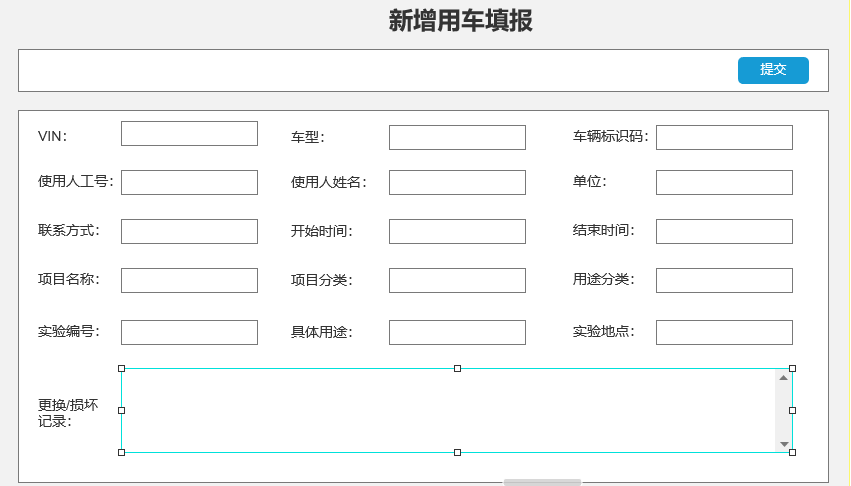 新增用车填报
提交
VIN：
车型：
车辆标识码：
使用人工号：
使用人姓名：
单位：
联系方式：
开始时间：
结束时间：
项目名称：
项目分类：
用途分类：
实验编号：
具体用途：
实验地点：
更换/损坏
记录：